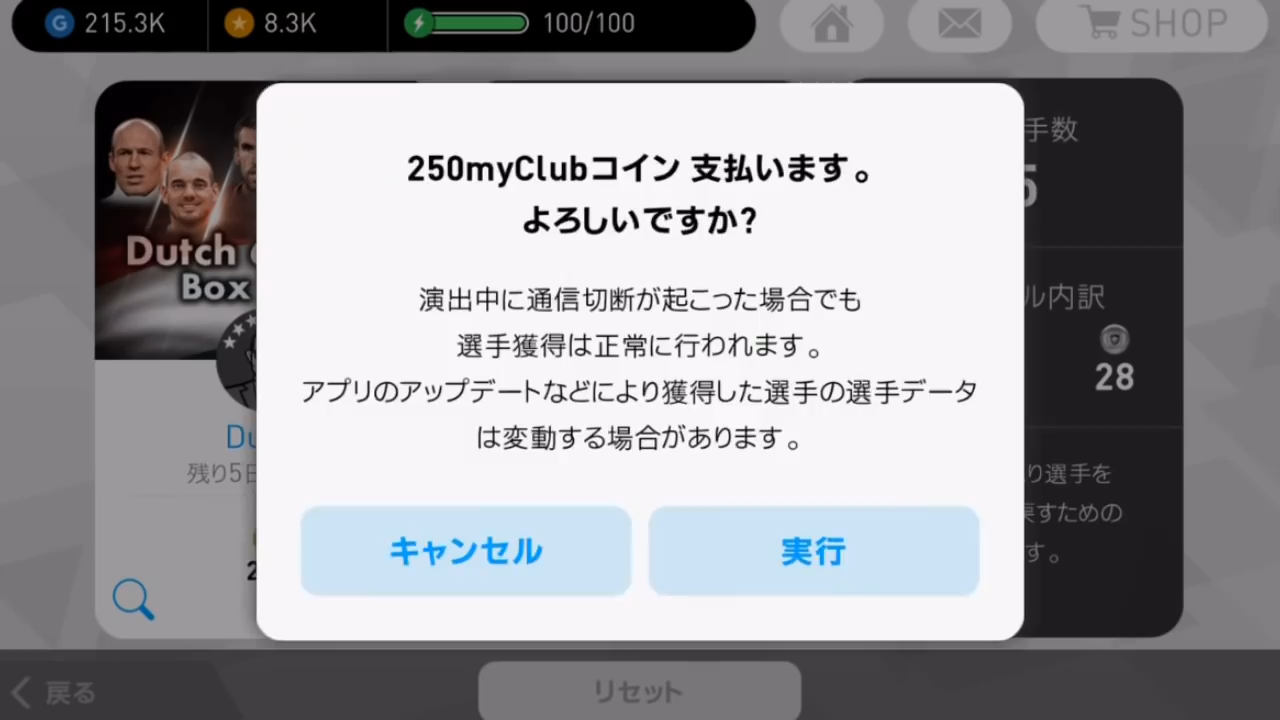 215.3K
8.3K
100/100
SHOP
250myClubコイン 支払います。
よろしいですか?
演出中に通信切断が起こった場合でも
選手獲得は正常に行われます。
アプリのアップデートなどにより獲得した選手の選手データ
は変動する場合があります。
キャンセル
実行
Dutch
Box
Du
残り5日
手数
5
ル内訳
28
り選手を
戻すための
す。
戻る
リセット